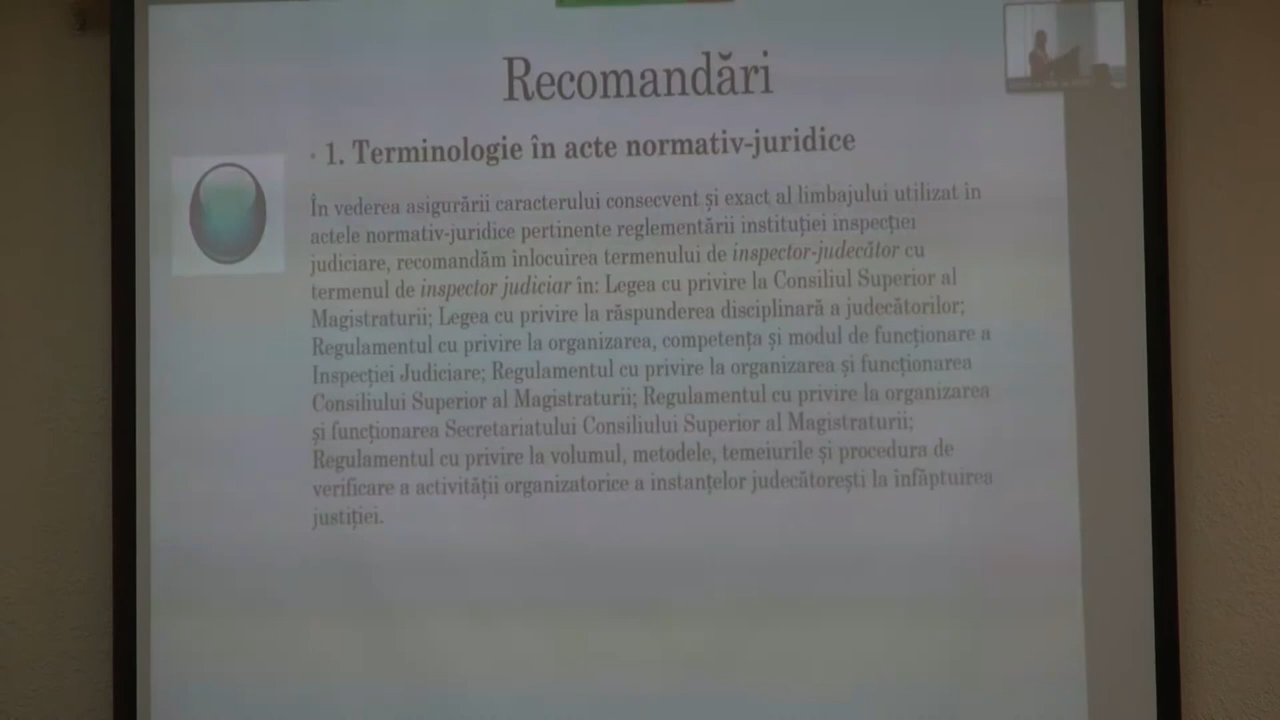 Recomandări
· 1. Terminologie în acte normativ-juridice
În vederea asigurării caracterului consecvent și exact al limbajului utilizat în
actele normativ-juridice pertinente reglementării instituției inspecției
judiciare, recomandăm înlocuirea termenului de inspector-judecător cu
termenul de inspector judiciar în: Legea cu privire la Consiliul Superior al
Magistraturii; Legea cu privire la răspunderea disciplinară a judecătorilor;
Regulamentul cu privire la organizarea, competența și modul de funcționare a
Inspecției Judiciare; Regulamentul cu privire la organizarea și funcționarea
Consiliului Superior al Magistraturii; Regulamentul cu privire la organizarea
și funcționarea Secretariatului Consiliului Superior al Magistraturii;
Regulamentul cu privire la volumul, metodele, temeiurile și procedura de
verificare a activității organizatorice a instanțelor judecătorești la înfăptuirea
justiției.